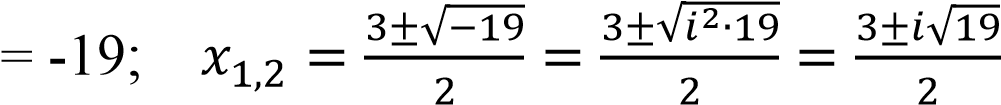 = -19; x₁,₂ = (3±√(−19))/2 = (3±√(i²·19))/2 = (3±i√19)/2